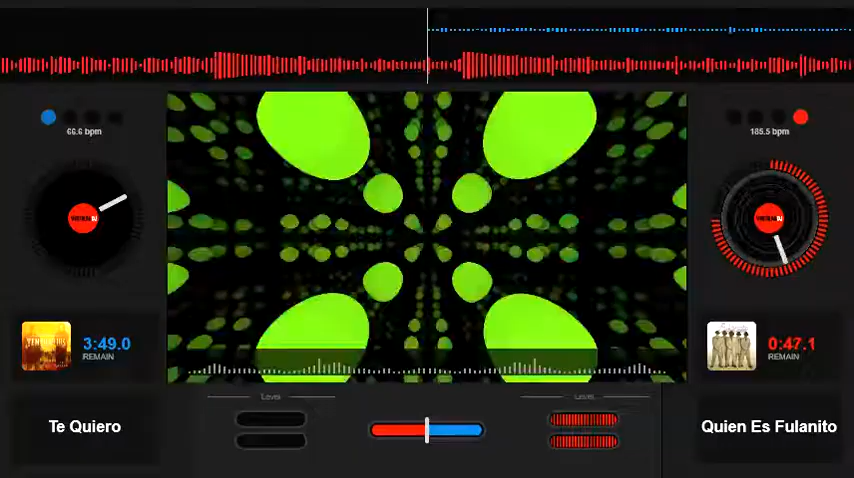 66.6 bpm
185.5 bpm
3:49.0
REMAIN
0:47.1
REMAIN
Level
Level
Te Quiero
Quien Es Fulanito